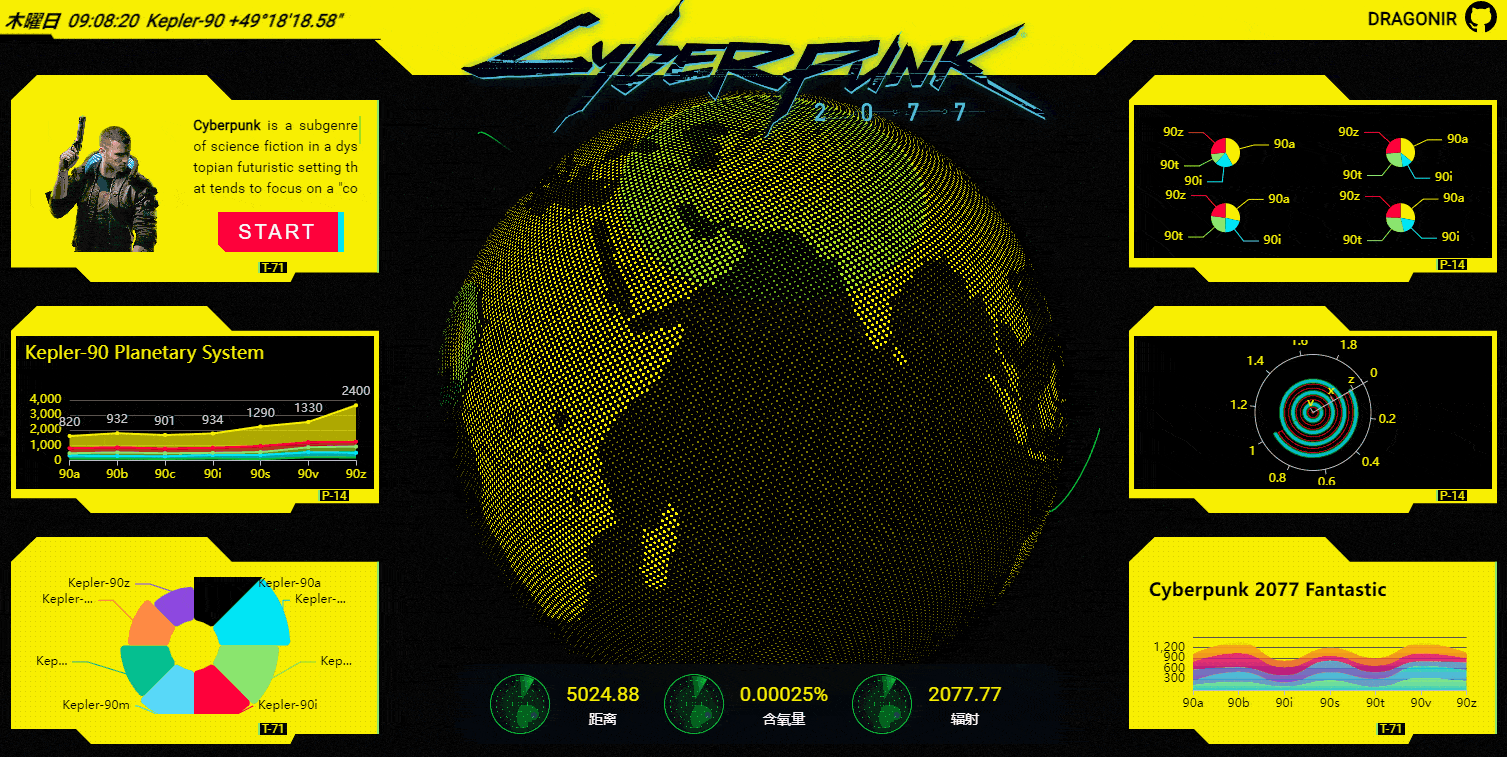 木曜日 09:08:20 Kepler-90 +49°18'18.58"
CYBERPUNK
2077
DRAGONIR
Cyberpunk is a subgenre
of science fiction in a dys
topian futuristic setting th
at tends to focus on a "co
START
T-71
Kepler-90 Planetary System
4,000
3,000
2,000
1,000
0
820
932
901
934
1290
1330
2400
90a
90b
90c
90i
90s
90v
90z
P-14
Kepler-90z
Kepler-90a
Kepler-...
Kepler-...
Kep...
Kep...
Kepler-90m
Kepler-90i
T-71
5024.88
距离
0.00025%
含氧量
2077.77
辐射
90z
90a
90t
90i
90z
90a
90t
90i
90z
90a
90t
90i
90z
90a
90t
90i
P-14
1.6
1.8
1.4
0
z
x
y
1.2
0.2
1
0.4
0.8
0.6
P-14
Cyberpunk 2077 Fantastic
1,200
900
600
300
90a
90b
90i
90s
90t
90v
90z
T-71